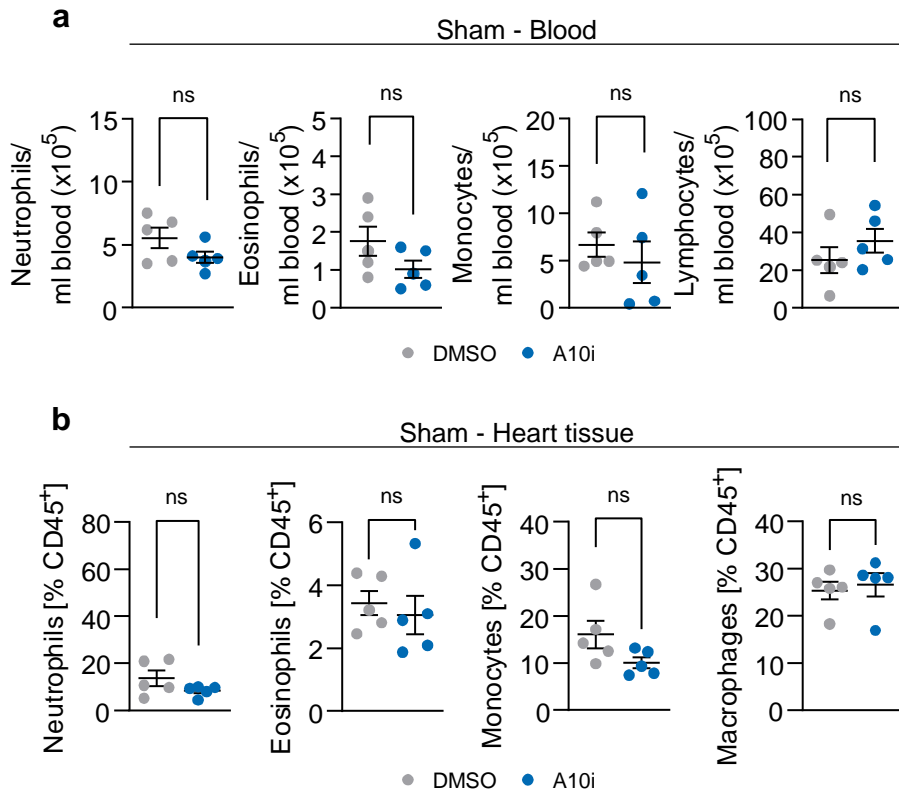 a
Sham - Blood
Neutrophils/
ml blood (x10⁵)
15
10
5
0
ns
Eosinophils/
ml blood (x10⁵)
5
4
3
2
1
0
ns
Monocytes/
ml blood (x10⁵)
20
15
10
5
0
ns
Lymphocytes/
ml blood (x10⁵)
100
80
60
40
20
0
ns
DMSO A10i
b
Sham - Heart tissue
Neutrophils [% CD45⁺]
80
60
40
20
0
ns
Eosinophils [% CD45⁺]
6
4
2
0
ns
Monocytes [% CD45⁺]
40
30
20
10
0
ns
Macrophages [% CD45⁺]
40
30
20
10
0
ns
DMSO A10i